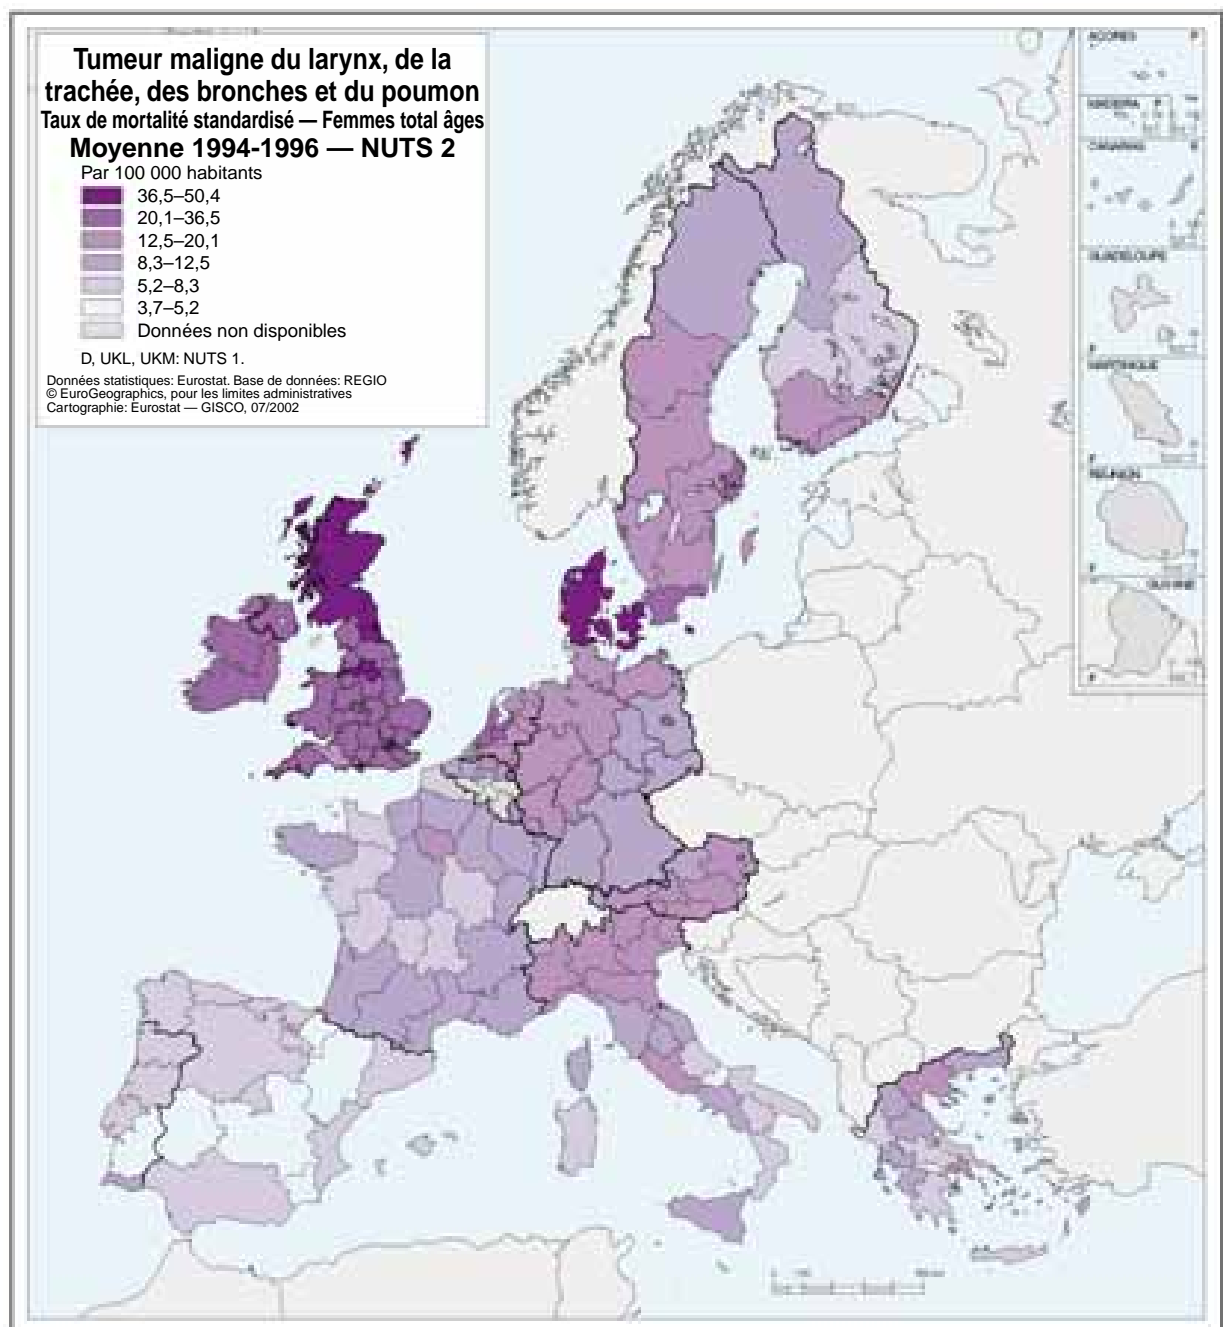 Tumeur maligne du larynx, de la
trachée, des bronches et du poumon
Taux de mortalité standardisé — Femmes total âges
Moyenne 1994-1996 — NUTS 2
Par 100 000 habitants
36,5–50,4
20,1–36,5
12,5–20,1
8,3–12,5
5,2–8,3
3,7–5,2
Données non disponibles
D, UKL, UKM: NUTS 1.
Données statistiques: Eurostat. Base de données: REGIO
© EuroGeographics, pour les limites administratives
Cartographie: Eurostat — GISCO, 07/2002
AÇORES P
MADEIRA P
CANARIAS E
GUADELOUPE
F
MARTINIQUE
F
RÉUNION
F
GUYANE
F